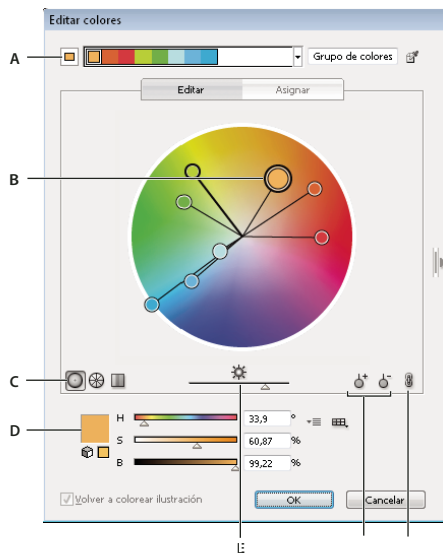 Editar colores
A
Grupo de colores
Editar Asignar
B
C
D
H 33,9 °
S 60,87 %
B 99,22 %
Volver a colorear ilustración
OK Cancelar
E